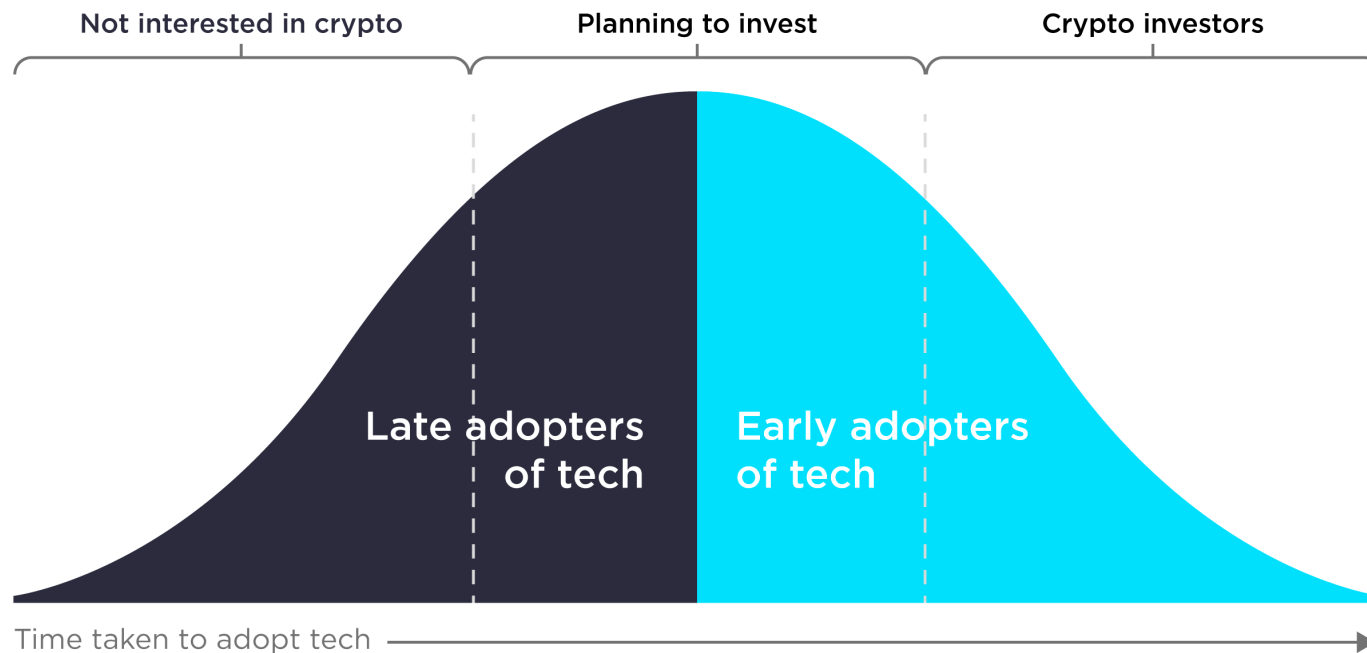 Not interested in crypto
Planning to invest
Crypto investors
Late adopters
of tech
Early adopters
of tech
Time taken to adopt tech